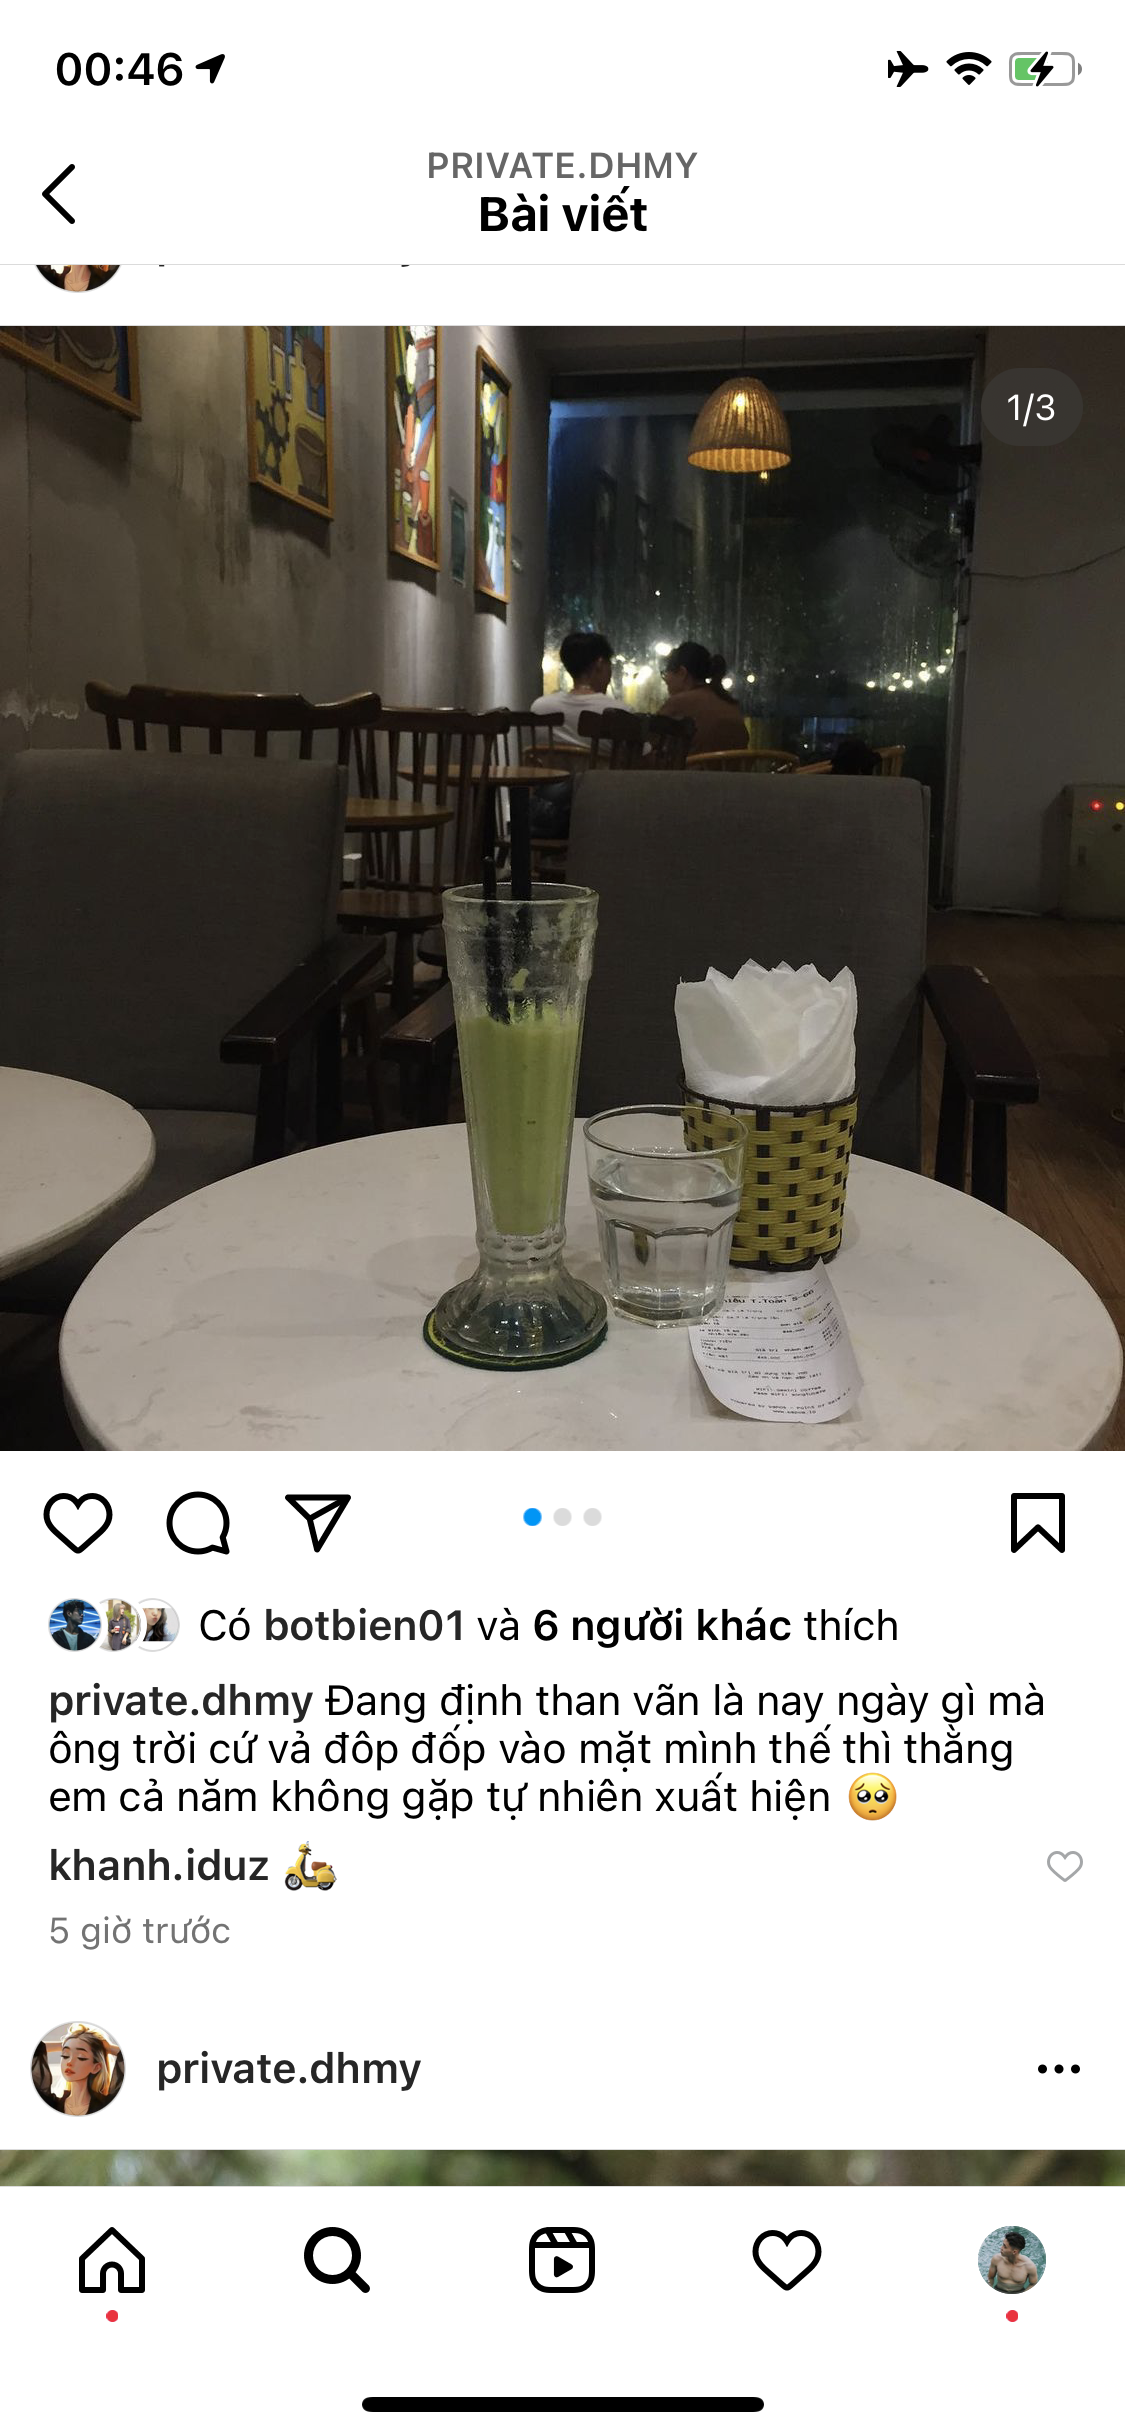 00:46
PRIVATE.DHMY
Bài viết
1/3
T.Toán
Có botbien01 và 6 người khác thích
private.dhmy Đang định than vãn là nay ngày gì mà
ông trời cứ vả đôp đốp vào mặt mình thế thì thằng
em cả năm không gặp tự nhiên xuất hiện 🥺
khanh.iduz 🛵
5 giờ trước
private.dhmy